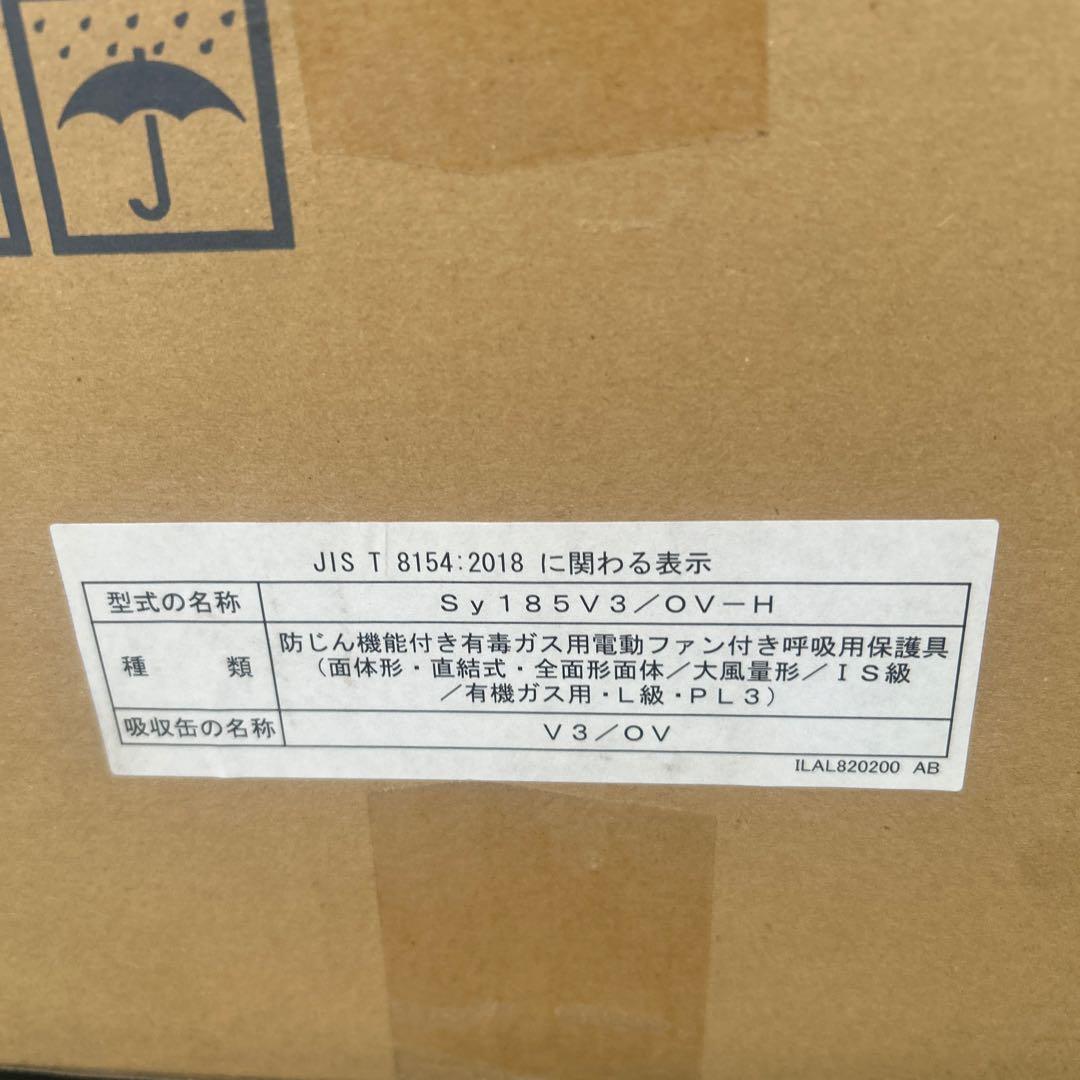 JIS T 8154:2018 に関わる表示
型式の名称 Sy185V3/OV-H
種類 防じん機能付き有毒ガス用電動ファン付き呼吸用保護具
(面体形・直結式・全面形面体/大風量形/IS級
/有機ガス用・L級・PL3)
吸収缶の名称 V3/OV
ILAL820200 AB